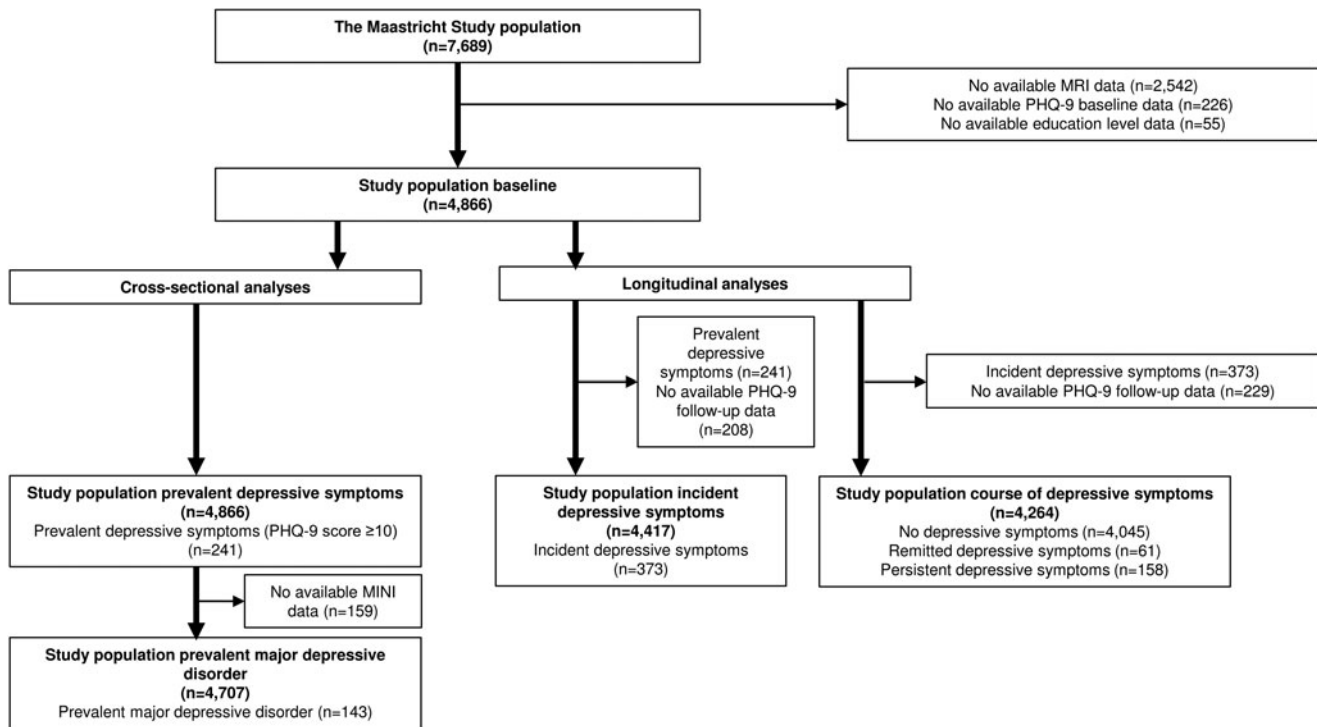 The Maastricht Study population
(n=7,689)
No available MRI data (n=2,542)
No available PHQ-9 baseline data (n=226)
No available education level data (n=55)
Study population baseline
(n=4,866)
Cross-sectional analyses
Longitudinal analyses
Prevalent
depressive
symptoms (n=241)
No available PHQ-9
follow-up data
(n=208)
Incident depressive symptoms (n=373)
No available PHQ-9 follow-up data (n=229)
Study population prevalent depressive symptoms
(n=4,866)
Prevalent depressive symptoms (PHQ-9 score ≥10)
(n=241)
Study population incident
depressive symptoms
(n=4,417)
Incident depressive symptoms
(n=373)
Study population course of depressive symptoms
(n=4,264)
No depressive symptoms (n=4,045)
Remitted depressive symptoms (n=61)
Persistent depressive symptoms (n=158)
No available MINI
data (n=159)
Study population prevalent major depressive
disorder
(n=4,707)
Prevalent major depressive disorder (n=143)